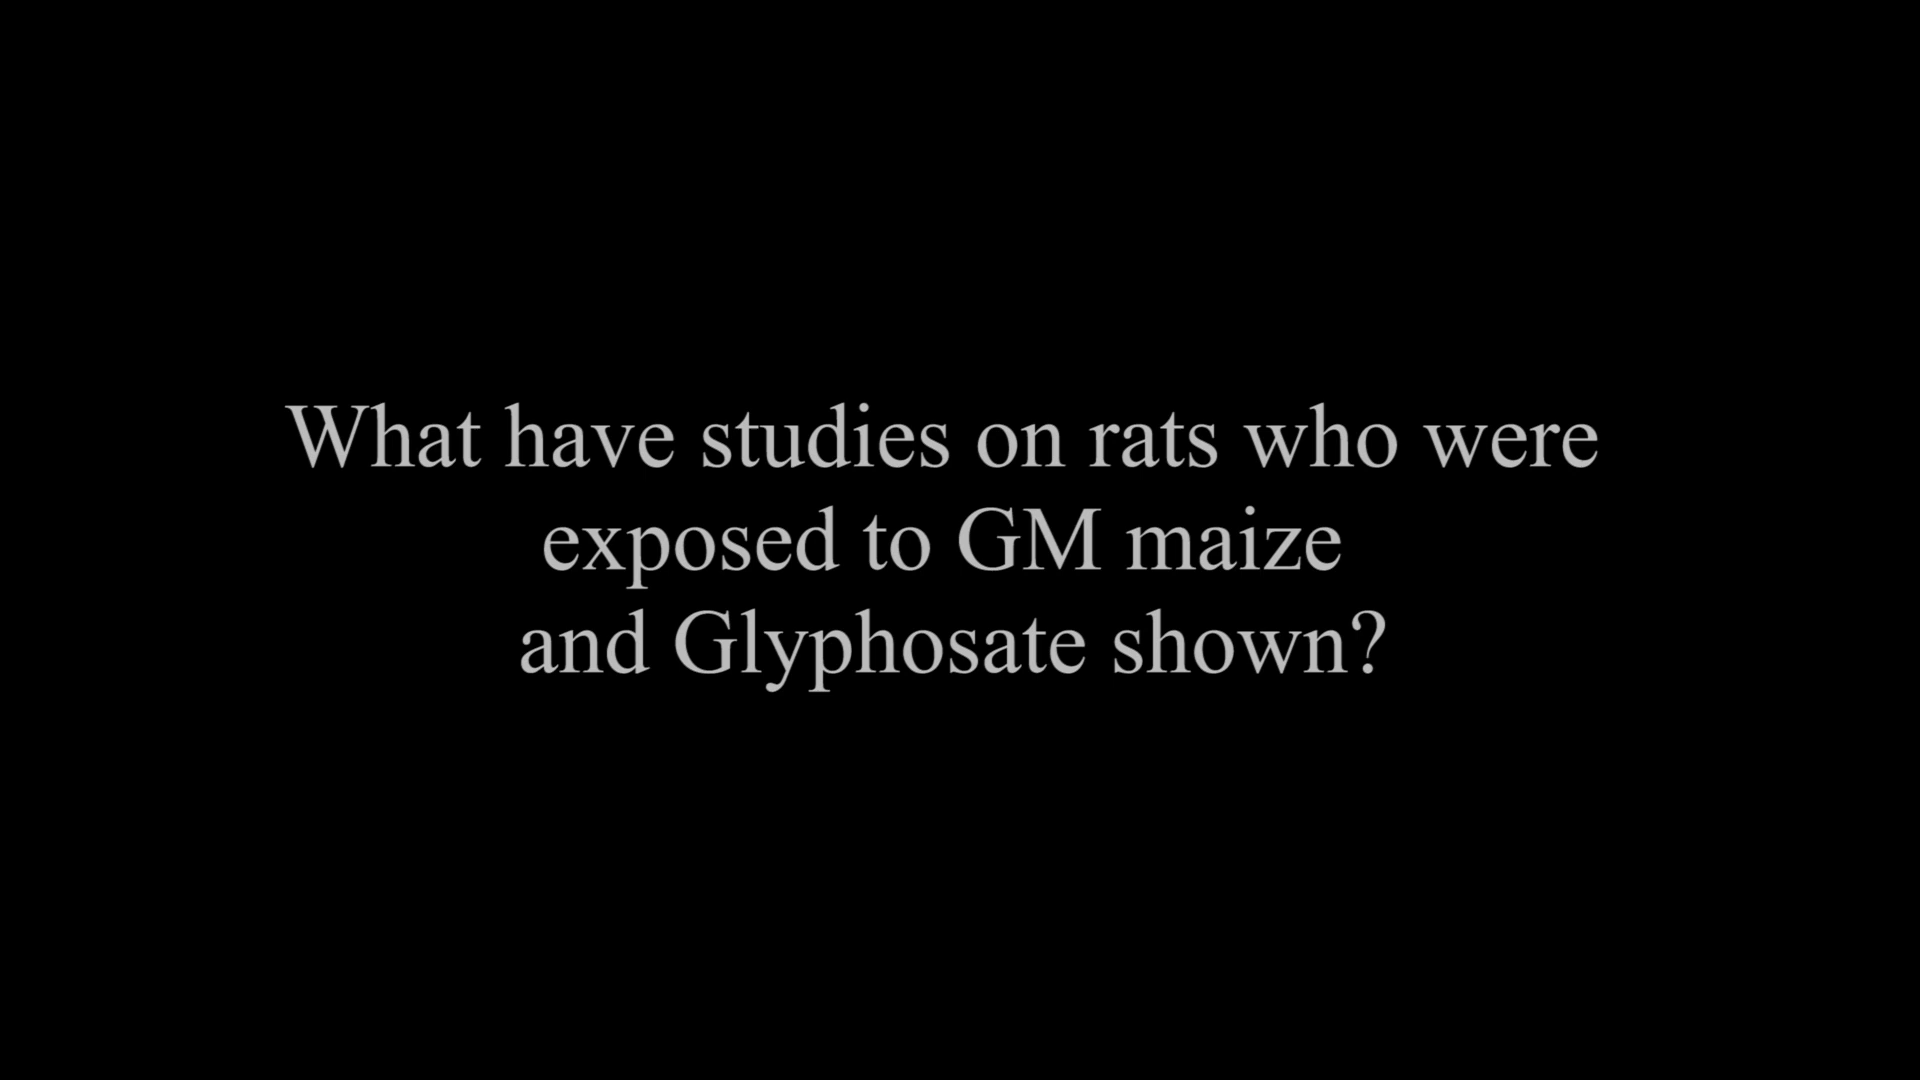 What have studies on rats who were
exposed to GM maize
and Glyphosate shown?